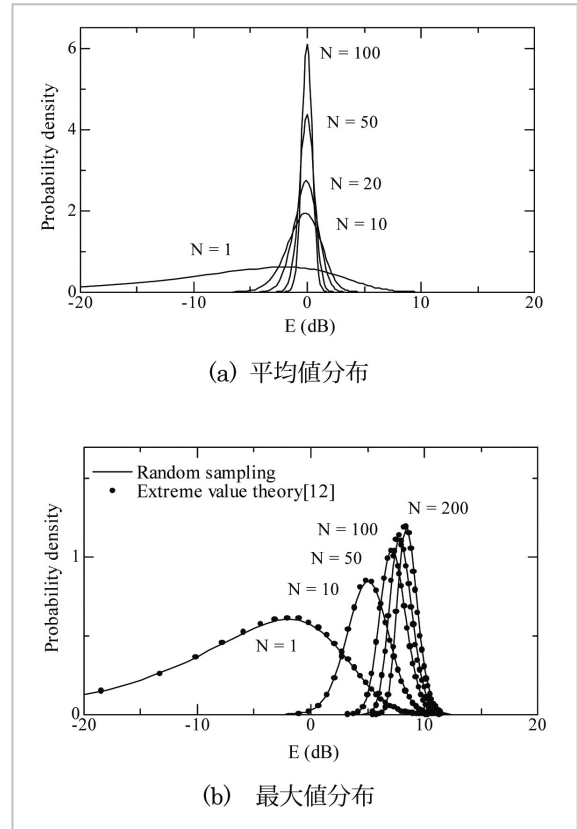 6
4
2
0
Probability density
N = 100
N = 50
N = 20
N = 10
N = 1
-20
-10
0
10
20
E (dB)
(a) 平均値分布
Random sampling
Extreme value theory[12]
N = 200
N = 100
N = 50
N = 10
N = 1
1
0
Probability density
-20
-10
0
10
20
E (dB)
(b) 最大値分布